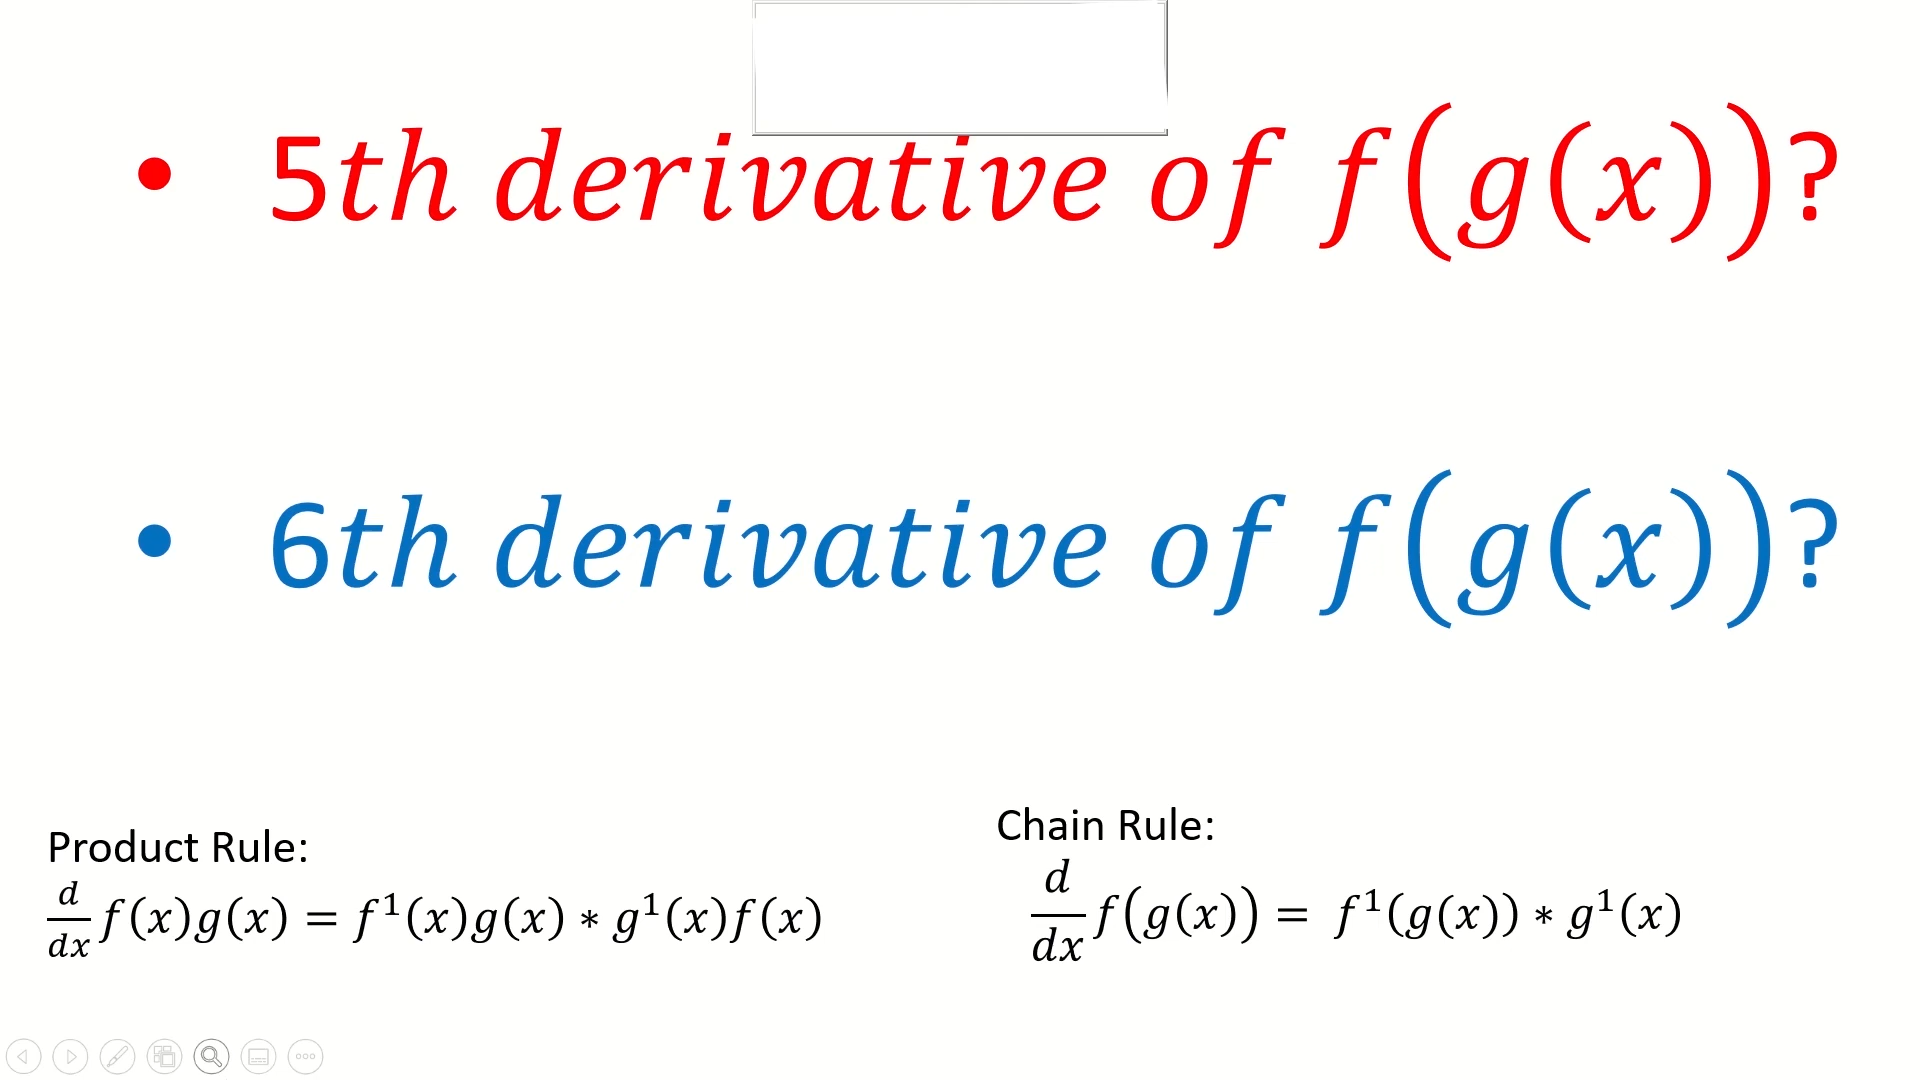 • 5th derivative of f(g(x))?
• 6th derivative of f(g(x))?
Product Rule:
d/dx f(x)g(x) = f¹(x)g(x) ∗ g¹(x)f(x)
Chain Rule:
d/dx f(g(x)) = f¹(g(x)) ∗ g¹(x)